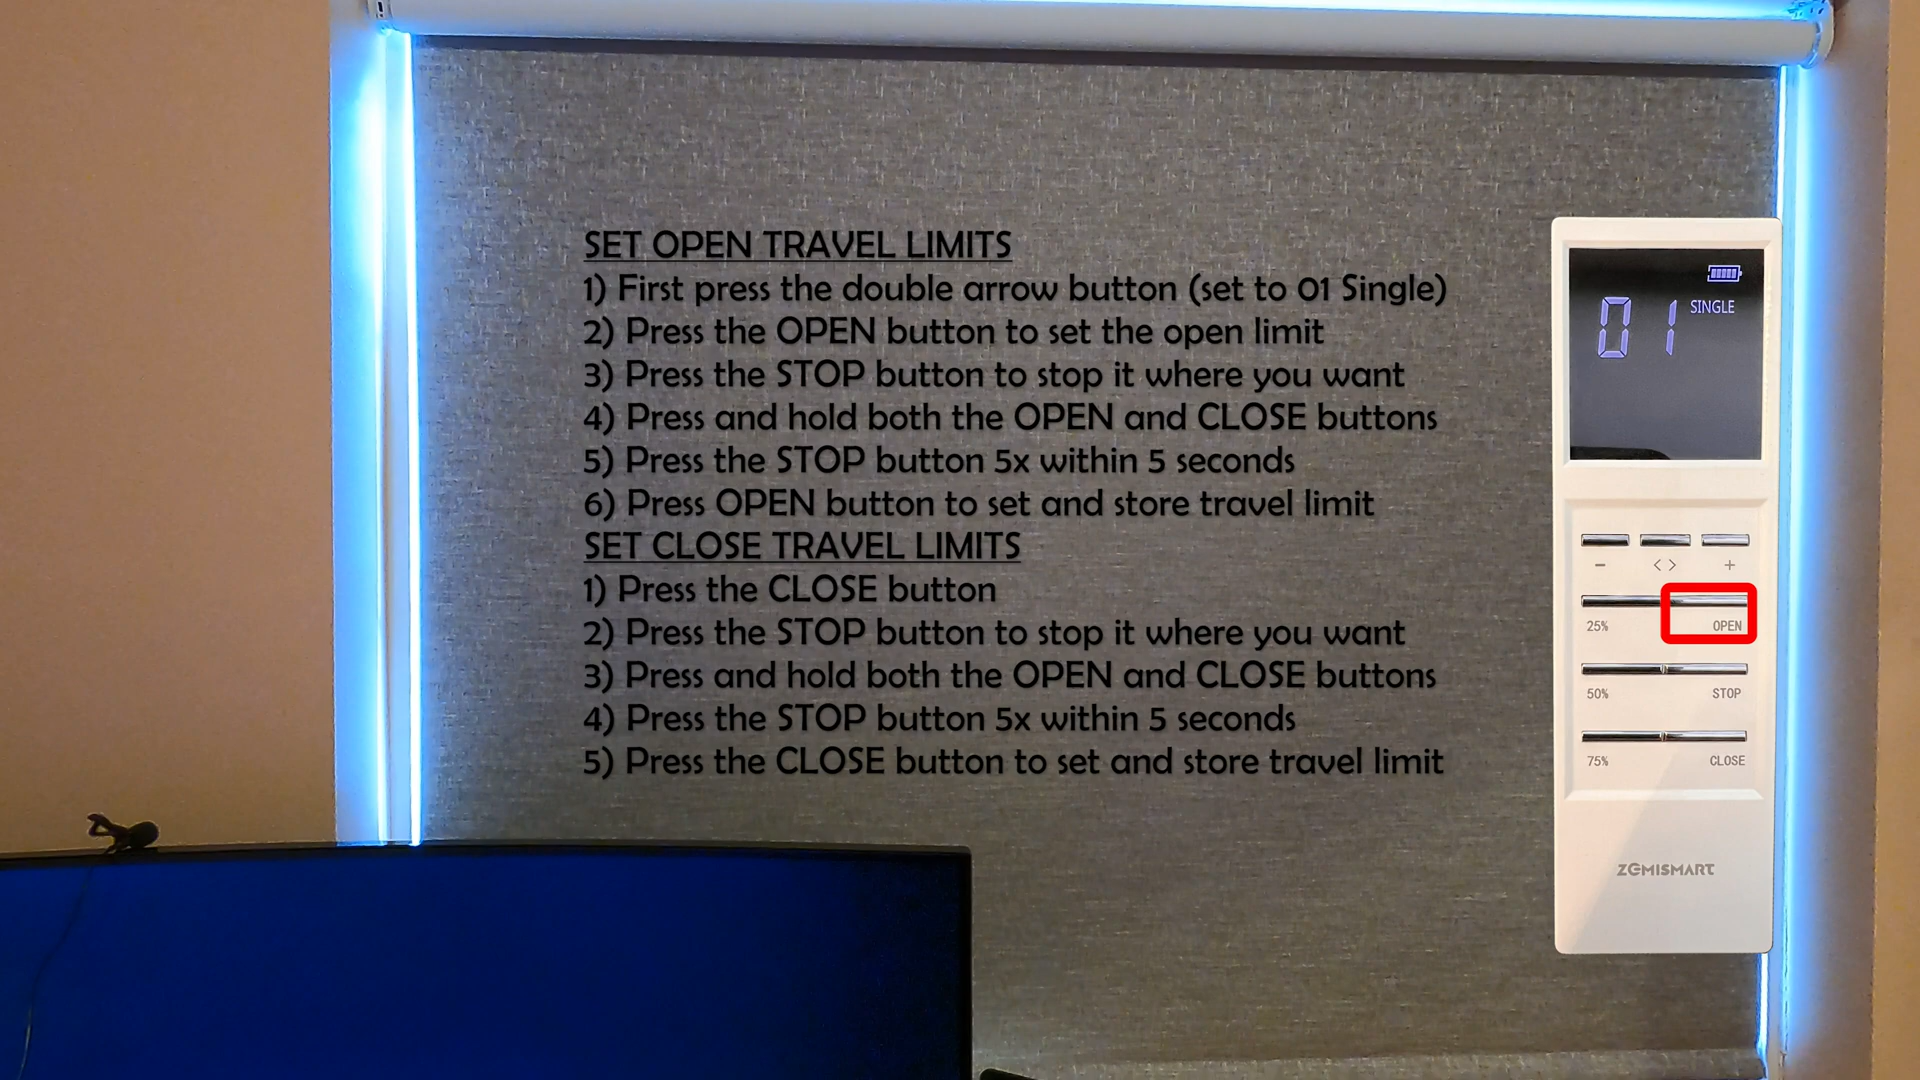 SET OPEN TRAVEL LIMITS
1) First press the double arrow button (set to 01 Single)
2) Press the OPEN button to set the open limit
3) Press the STOP button to stop it where you want
4) Press and hold both the OPEN and CLOSE buttons
5) Press the STOP button 5x within 5 seconds
6) Press OPEN button to set and store travel limit
SET CLOSE TRAVEL LIMITS
1) Press the CLOSE button
2) Press the STOP button to stop it where you want
3) Press and hold both the OPEN and CLOSE buttons
4) Press the STOP button 5x within 5 seconds
5) Press the CLOSE button to set and store travel limit
01 SINGLE
− < > +
25% OPEN
50% STOP
75% CLOSE
ZEMISMART